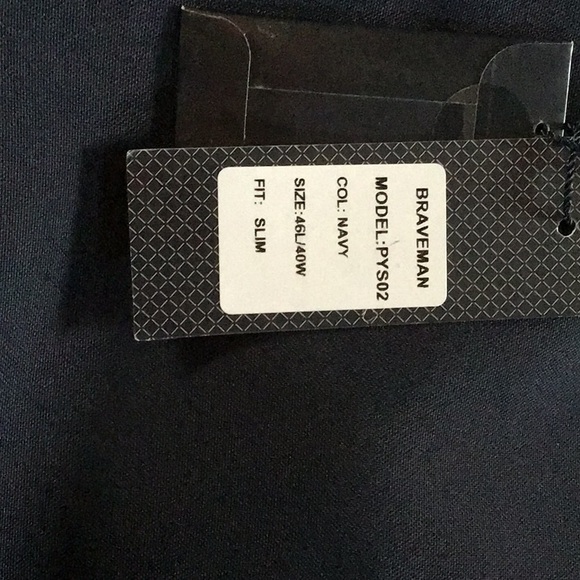 BRAVEMAN
MODEL:PYS02
COL: NAVY
SIZE:46L/40W
FIT: SLIM